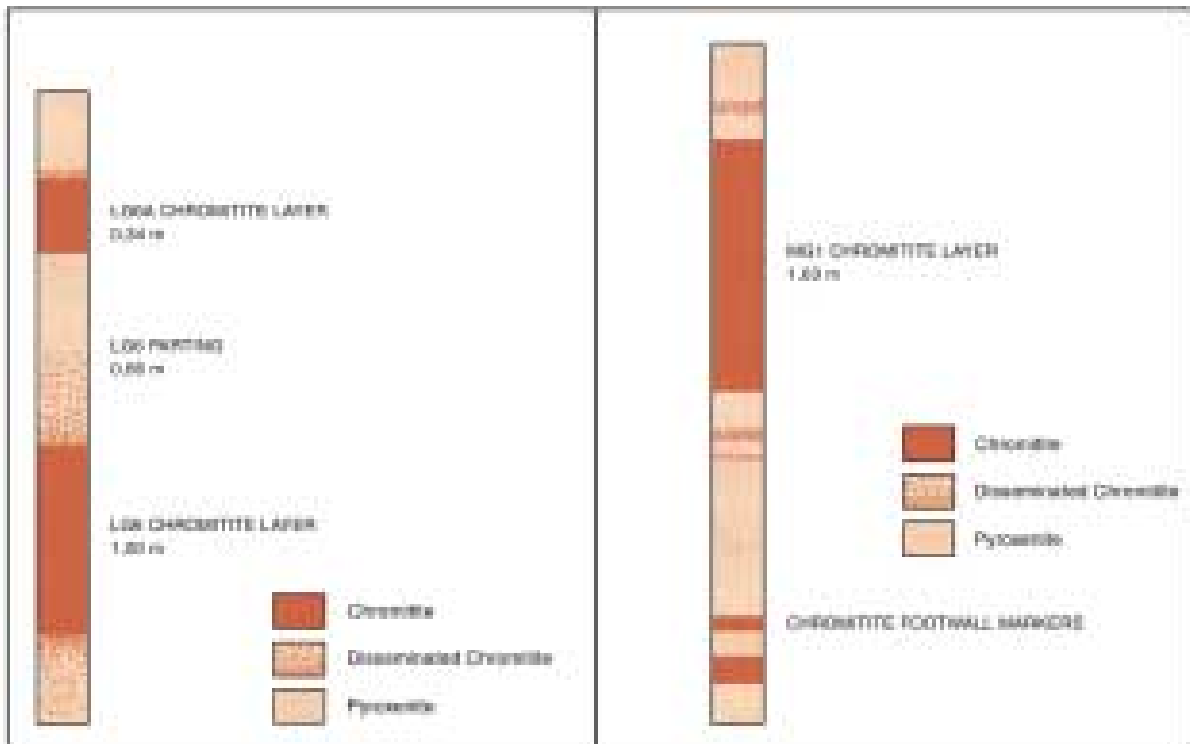 LG6A CHROMITITE LAYER
LG6 PARTING
LG6 CHROMITITE LAYER
Chromitite
Disseminated Chromitite
Pyroxenite
MG1 CHROMITITE LAYER
Chromitite
Disseminated Chromitite
Pyroxenite
CHROMITITE FOOTWALL MARKERS